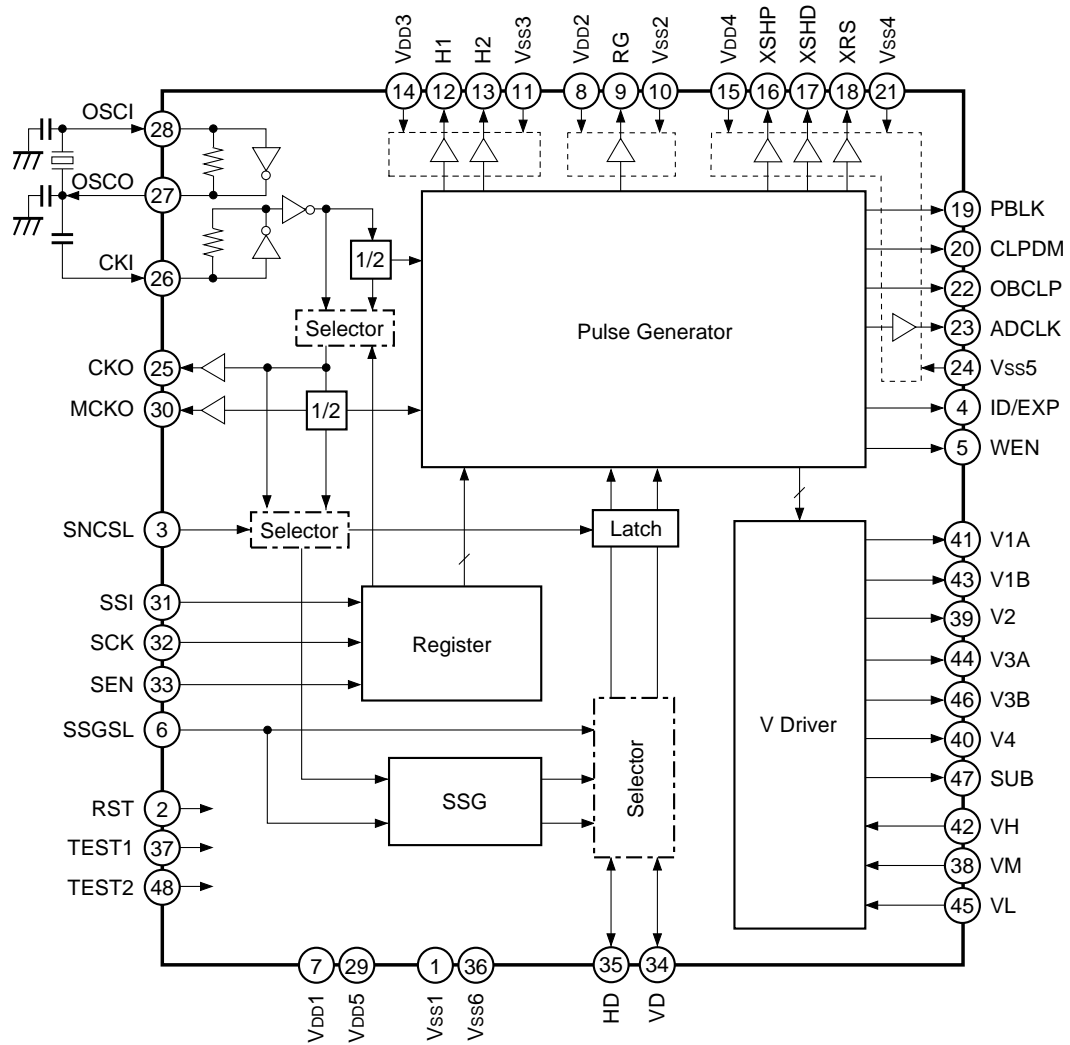 VDD3 H1 H2 VSS3 VDD2 RG VSS2 VDD4 XSHP XSHD XRS VSS4
14 12 13 11 8 9 10 15 16 17 18 21
OSCI 28
OSCO 27
CKI 26
1/2
Selector
Pulse Generator
19 PBLK
20 CLPDM
22 OBCLP
23 ADCLK
24 VSS5
4 ID/EXP
5 WEN
CKO 25
MCKO 30
1/2
SNCSL 3
Selector
Latch
SSI 31
SCK 32
SEN 33
Register
SSGSL 6
SSG
Selector
V Driver
41 V1A
43 V1B
39 V2
44 V3A
46 V3B
40 V4
47 SUB
42 VH
38 VM
45 VL
RST 2
TEST1 37
TEST2 48
7 29 1 36 35 34
VDD1 VDD5 VSS1 VSS6 HD VD